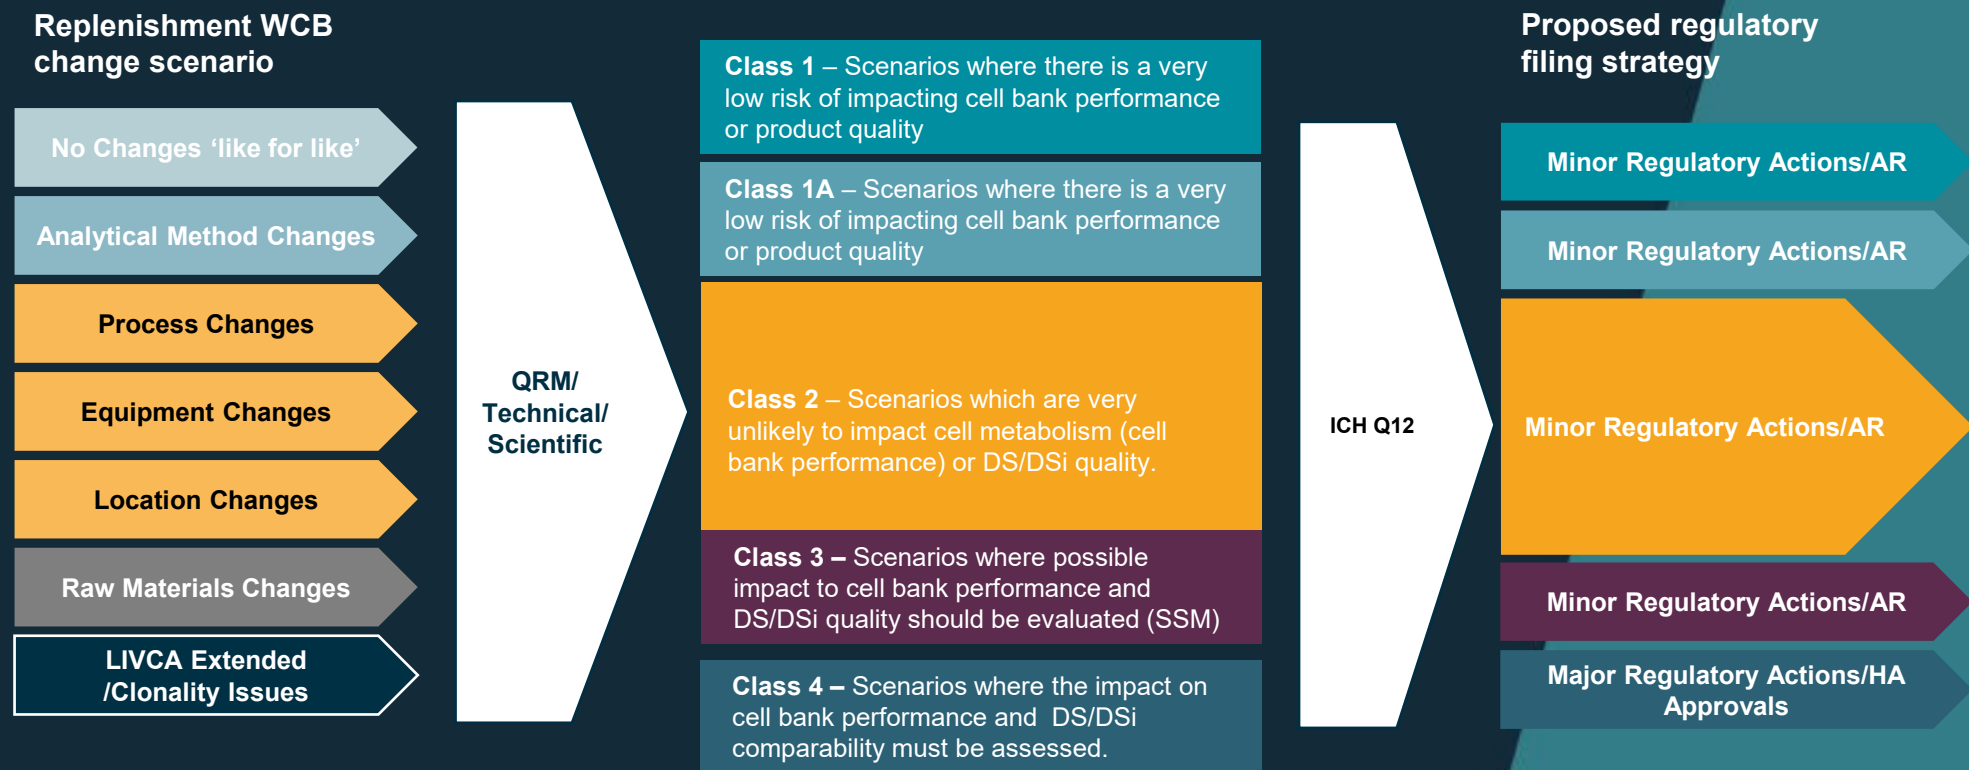 Replenishment WCB
change scenario
No Changes ‘like for like’
Analytical Method Changes
Process Changes
Equipment Changes
Location Changes
Raw Materials Changes
LIVCA Extended
/Clonality Issues
QRM/
Technical/
Scientific
Class 1 – Scenarios where there is a very
low risk of impacting cell bank performance
or product quality
Class 1A – Scenarios where there is a very
low risk of impacting cell bank performance
or product quality
Class 2 – Scenarios which are very
unlikely to impact cell metabolism (cell
bank performance) or DS/DSi quality.
Class 3 – Scenarios where possible
impact to cell bank performance and
DS/DSi quality should be evaluated (SSM)
Class 4 – Scenarios where the impact on
cell bank performance and DS/DSi
comparability must be assessed.
ICH Q12
Proposed regulatory
filing strategy
Minor Regulatory Actions/AR
Minor Regulatory Actions/AR
Minor Regulatory Actions/AR
Minor Regulatory Actions/AR
Major Regulatory Actions/HA
Approvals